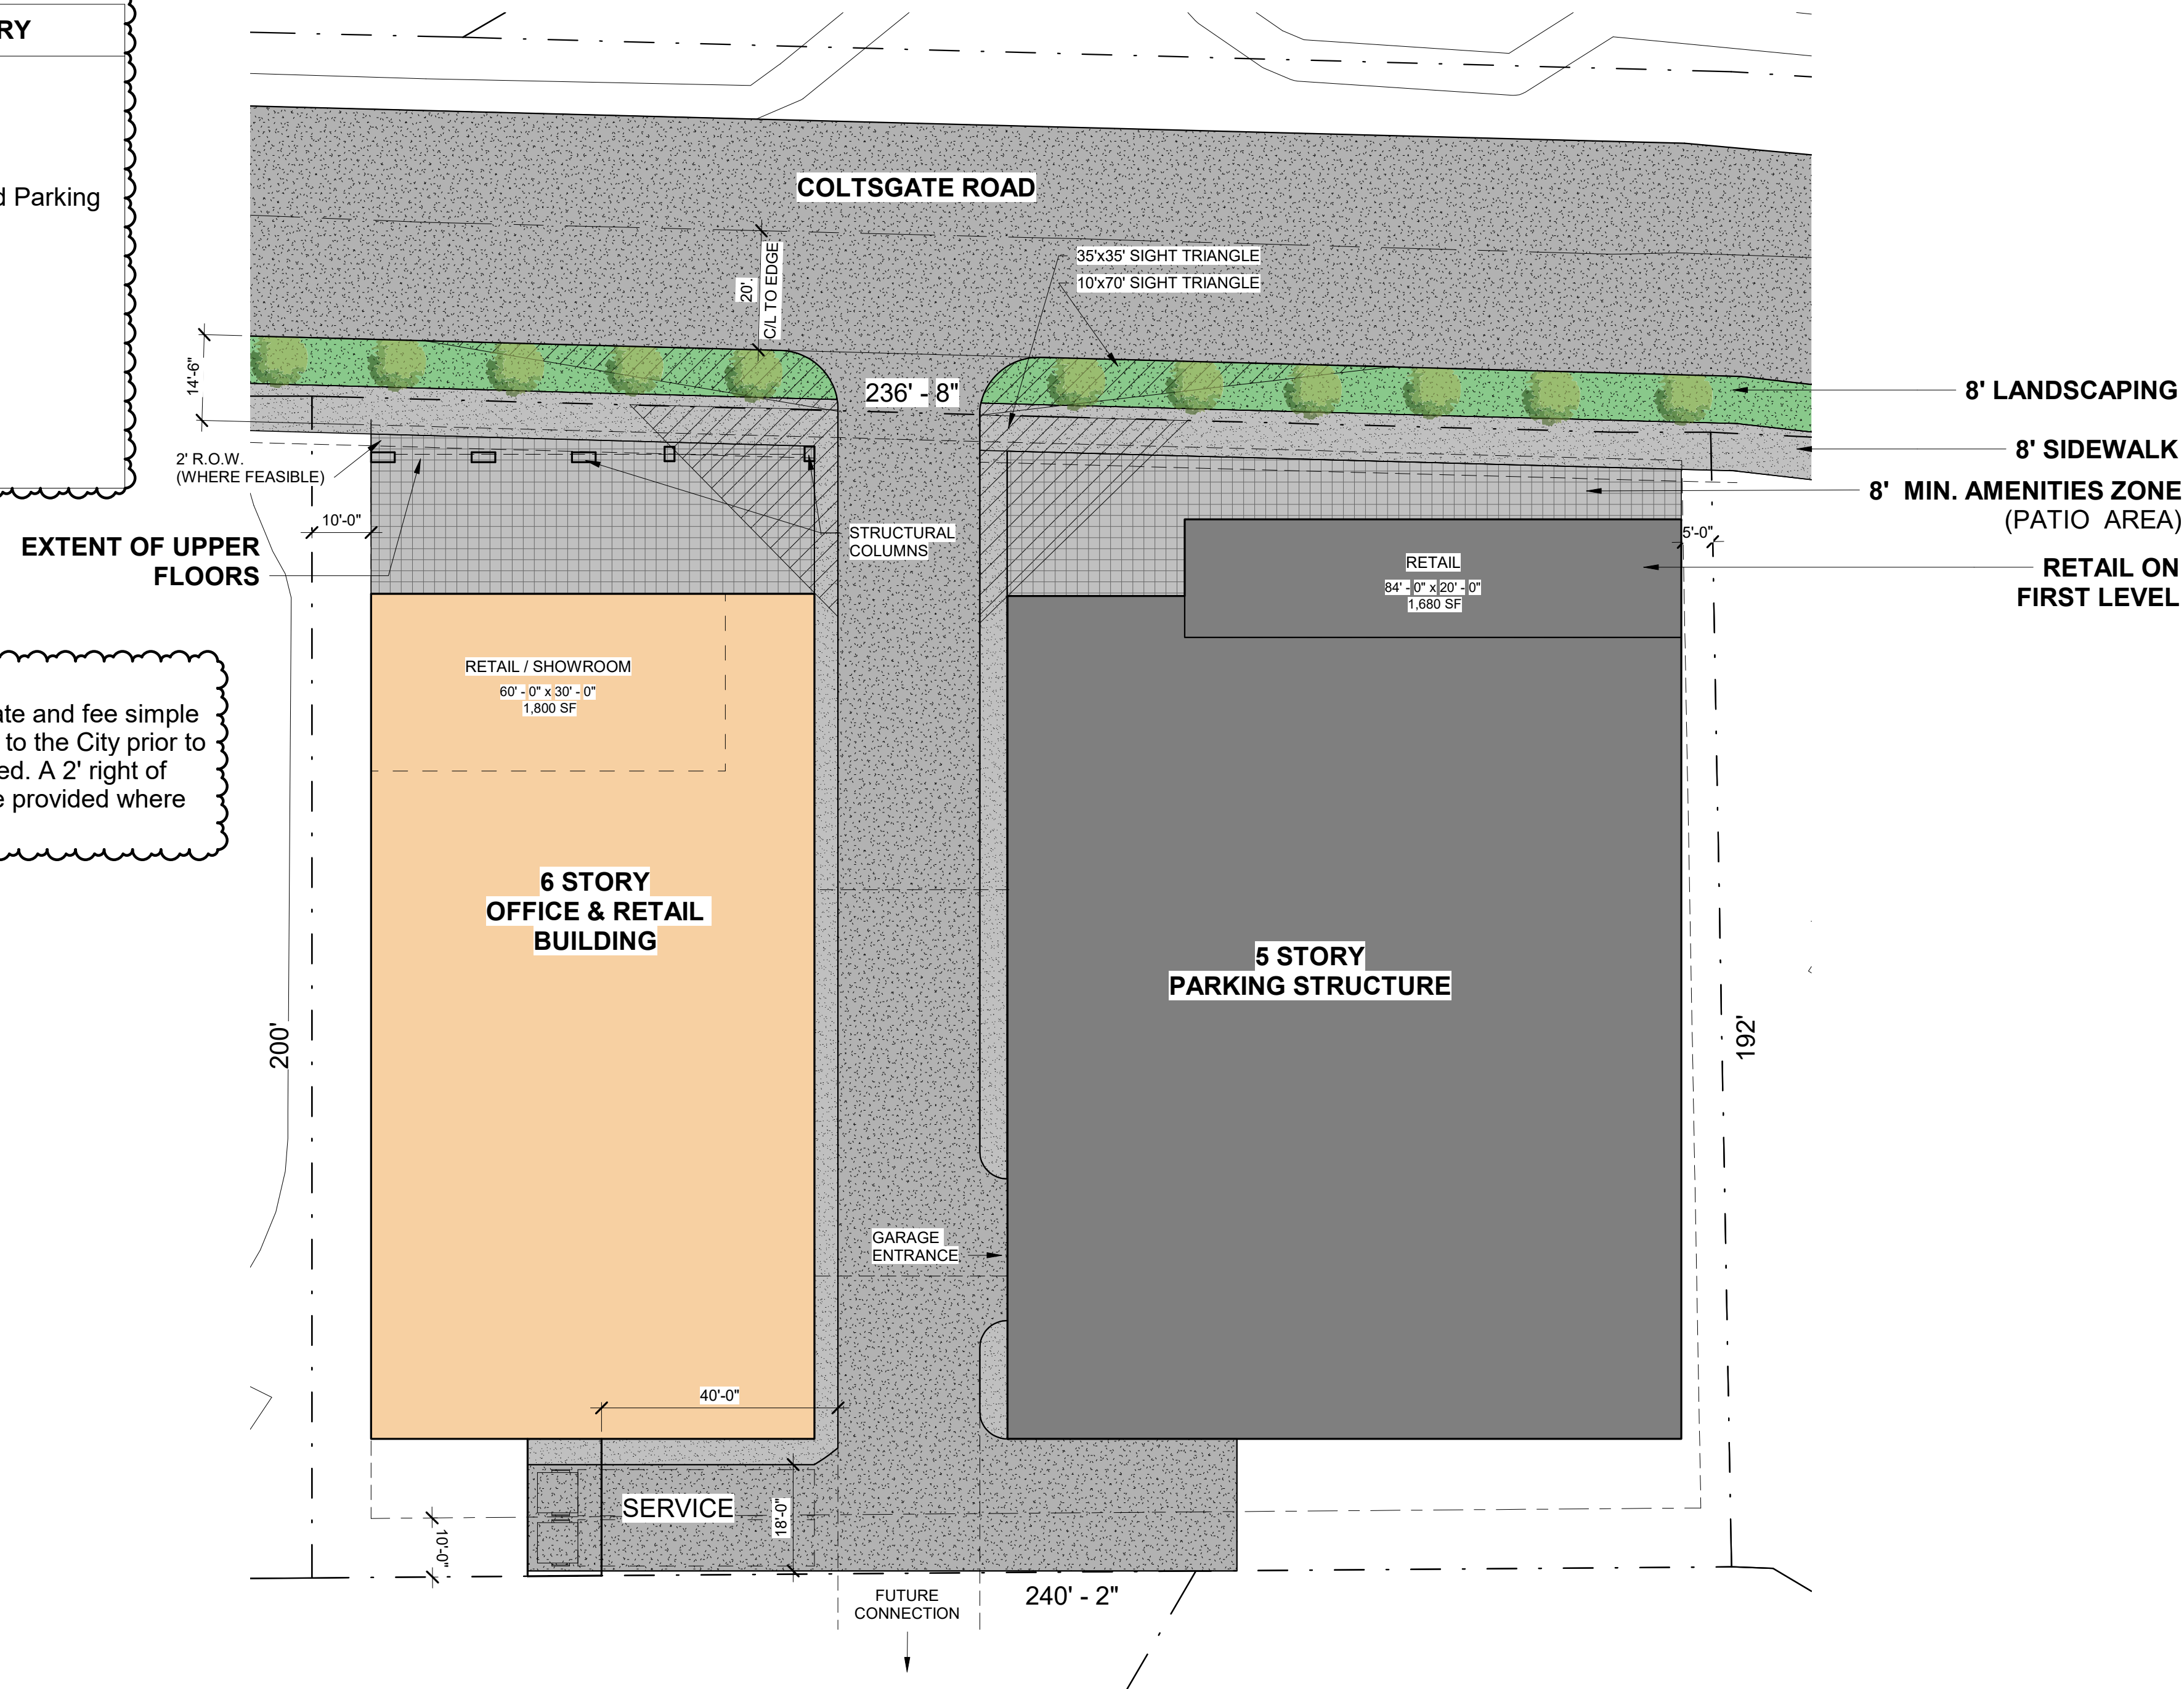 RY
d Parking
COLTSGATE ROAD
20'
C/L TO EDGE
35'x35' SIGHT TRIANGLE
10'x70' SIGHT TRIANGLE
14'-6"
236' - 8"
8' LANDSCAPING
8' SIDEWALK
2' R.O.W.
(WHERE FEASIBLE)
8' MIN. AMENITIES ZONE
(PATIO AREA)
10'-0"
STRUCTURAL
COLUMNS
5'-0"
EXTENT OF UPPER
FLOORS
RETAIL
84' - 0" x 20' - 0"
1,680 SF
RETAIL ON
FIRST LEVEL
RETAIL / SHOWROOM
60' - 0" x 30' - 0"
1,800 SF
ate and fee simple
to the City prior to
ed. A 2' right of
e provided where
6 STORY
OFFICE & RETAIL
BUILDING
5 STORY
PARKING STRUCTURE
200'
192'
GARAGE
ENTRANCE
40'-0"
SERVICE
18'-0"
10'-0"
FUTURE
CONNECTION
240' - 2"